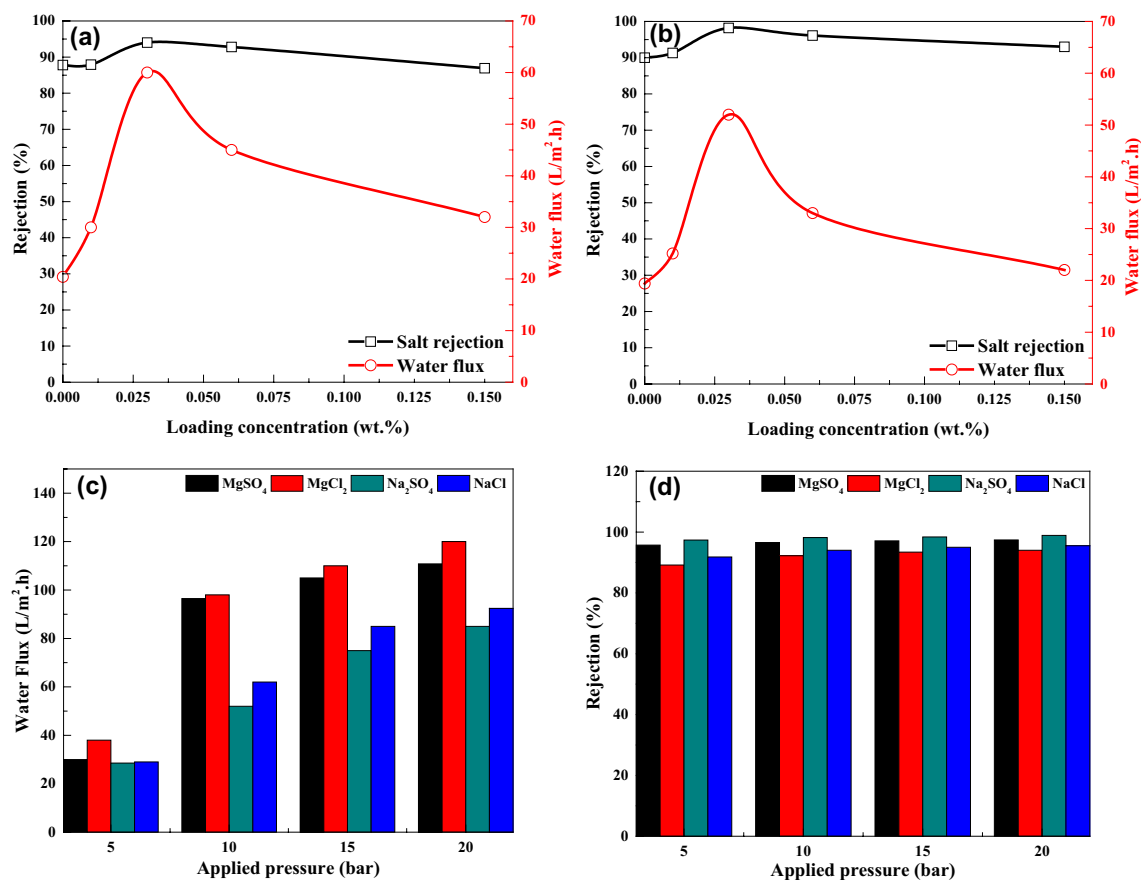 (a)
100
90
80
70
60
50
40
30
20
10
0
Rejection (%)
70
60
50
40
30
20
10
0
Water flux (L/m².h)
Salt rejection
Water flux
0.000 0.025 0.050 0.075 0.100 0.125 0.150
Loading concentration (wt.%)
(b)
100
90
80
70
60
50
40
30
20
10
0
Rejection (%)
70
60
50
40
30
20
10
0
Water flux (L/m².h)
Salt rejection
Water flux
0.000 0.025 0.050 0.075 0.100 0.125 0.150
Loading concentration (wt.%)
(c)
MgSO₄ MgCl₂ Na₂SO₄ NaCl
140
120
100
80
60
40
20
0
Water Flux (L/m².h)
5 10 15 20
Applied pressure (bar)
(d)
MgSO₄ MgCl₂ Na₂SO₄ NaCl
120
100
80
60
40
20
0
Rejection (%)
5 10 15 20
Applied pressure (bar)